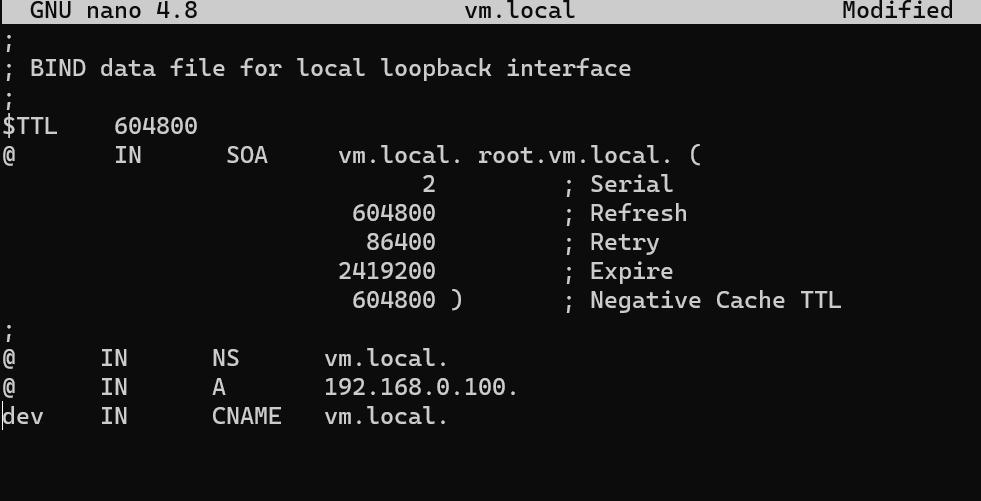 GNU nano 4.8 vm.local Modified
;
; BIND data file for local loopback interface
;
$TTL 604800
@ IN SOA vm.local. root.vm.local. (
2 ; Serial
604800 ; Refresh
86400 ; Retry
2419200 ; Expire
604800 ) ; Negative Cache TTL
;
@ IN NS vm.local.
@ IN A 192.168.0.100.
dev IN CNAME vm.local.